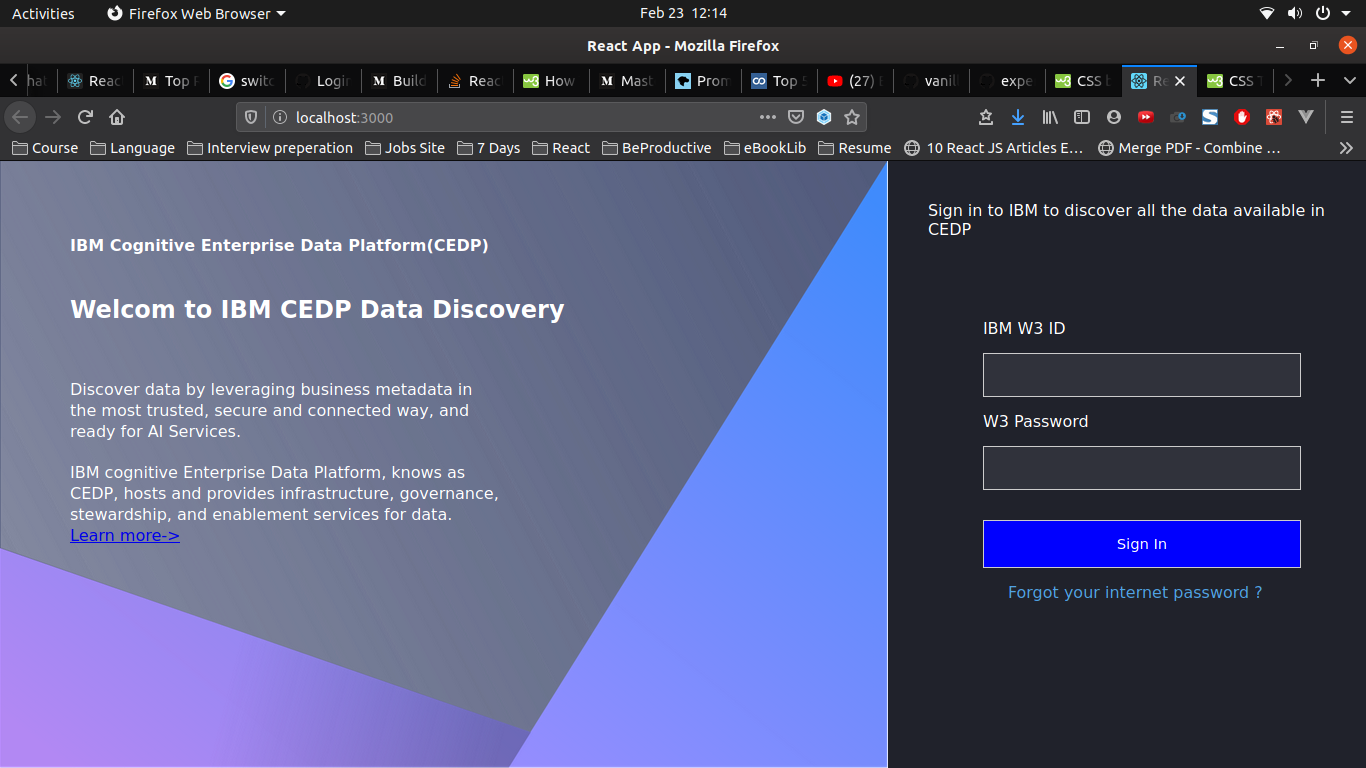 Activities
Firefox Web Browser
Feb 23 12:14
React App - Mozilla Firefox
Top
switc
Login
Build
Reac
How
Mast
Prom
Top 5
(27)
vanill
expe
CSS
Re
CSS
localhost:3000
Course
Language
Interview preperation
Jobs Site
7 Days
React
BeProductive
eBookLib
Resume
10 React JS Articles E…
Merge PDF - Combine …
IBM Cognitive Enterprise Data Platform(CEDP)
Welcom to IBM CEDP Data Discovery
Discover data by leveraging business metadata in
the most trusted, secure and connected way, and
ready for AI Services.
IBM cognitive Enterprise Data Platform, knows as
CEDP, hosts and provides infrastructure, governance,
stewardship, and enablement services for data.
Learn more->
Sign in to IBM to discover all the data available in
CEDP
IBM W3 ID
W3 Password
Sign In
Forgot your internet password ?